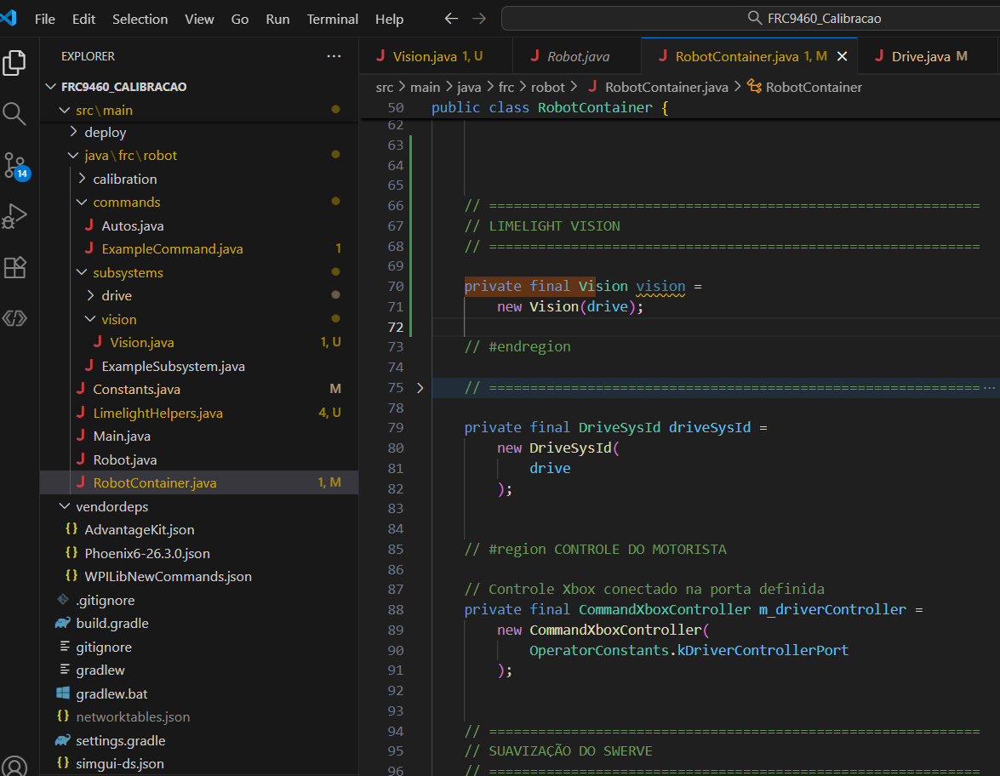 File Edit Selection View Go Run Terminal Help
FRC9460_Calibracao
EXPLORER
FRC9460_CALIBRACAO
src\main
deploy
java\frc\robot
calibration
commands
Autos.java
ExampleCommand.java 1
subsystems
drive
vision
Vision.java 1, U
ExampleSubsystem.java
Constants.java M
LimelightHelpers.java 4, U
Main.java
Robot.java
RobotContainer.java 1, M
vendordeps
AdvantageKit.json
Phoenix6-26.3.0.json
WPILibNewCommands.json
.gitignore
build.gradle
gitignore
gradlew
gradlew.bat
networktables.json
settings.gradle
simgui-ds.json
14
Vision.java 1, U
Robot.java
RobotContainer.java 1, M
Drive.java M
src > main > java > frc > robot > RobotContainer.java > RobotContainer
50 public class RobotContainer {
62
63
64
65
66 // ============================================================
67 // LIMELIGHT VISION
68 // ============================================================
69
70 private final Vision vision =
71 new Vision(drive);
72
73 // #endregion
74
75 // ============================================================ ···
78
79 private final DriveSysId driveSysId =
80 new DriveSysId(
81 drive
82 );
83
84
85 // #region CONTROLE DO MOTORISTA
86
87 // Controle Xbox conectado na porta definida
88 private final CommandXboxController m_driverController =
89 new CommandXboxController(
90 OperatorConstants.kDriverControllerPort
91 );
92
93
94 // ============================================================
95 // SUAVIZAÇÃO DO SWERVE
96 // ============================================================